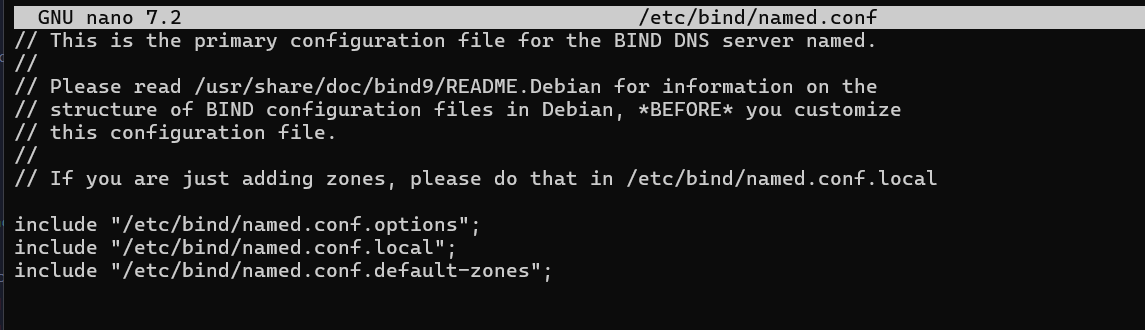 GNU nano 7.2 /etc/bind/named.conf
// This is the primary configuration file for the BIND DNS server named.
//
// Please read /usr/share/doc/bind9/README.Debian for information on the
// structure of BIND configuration files in Debian, *BEFORE* you customize
// this configuration file.
//
// If you are just adding zones, please do that in /etc/bind/named.conf.local
include "/etc/bind/named.conf.options";
include "/etc/bind/named.conf.local";
include "/etc/bind/named.conf.default-zones";